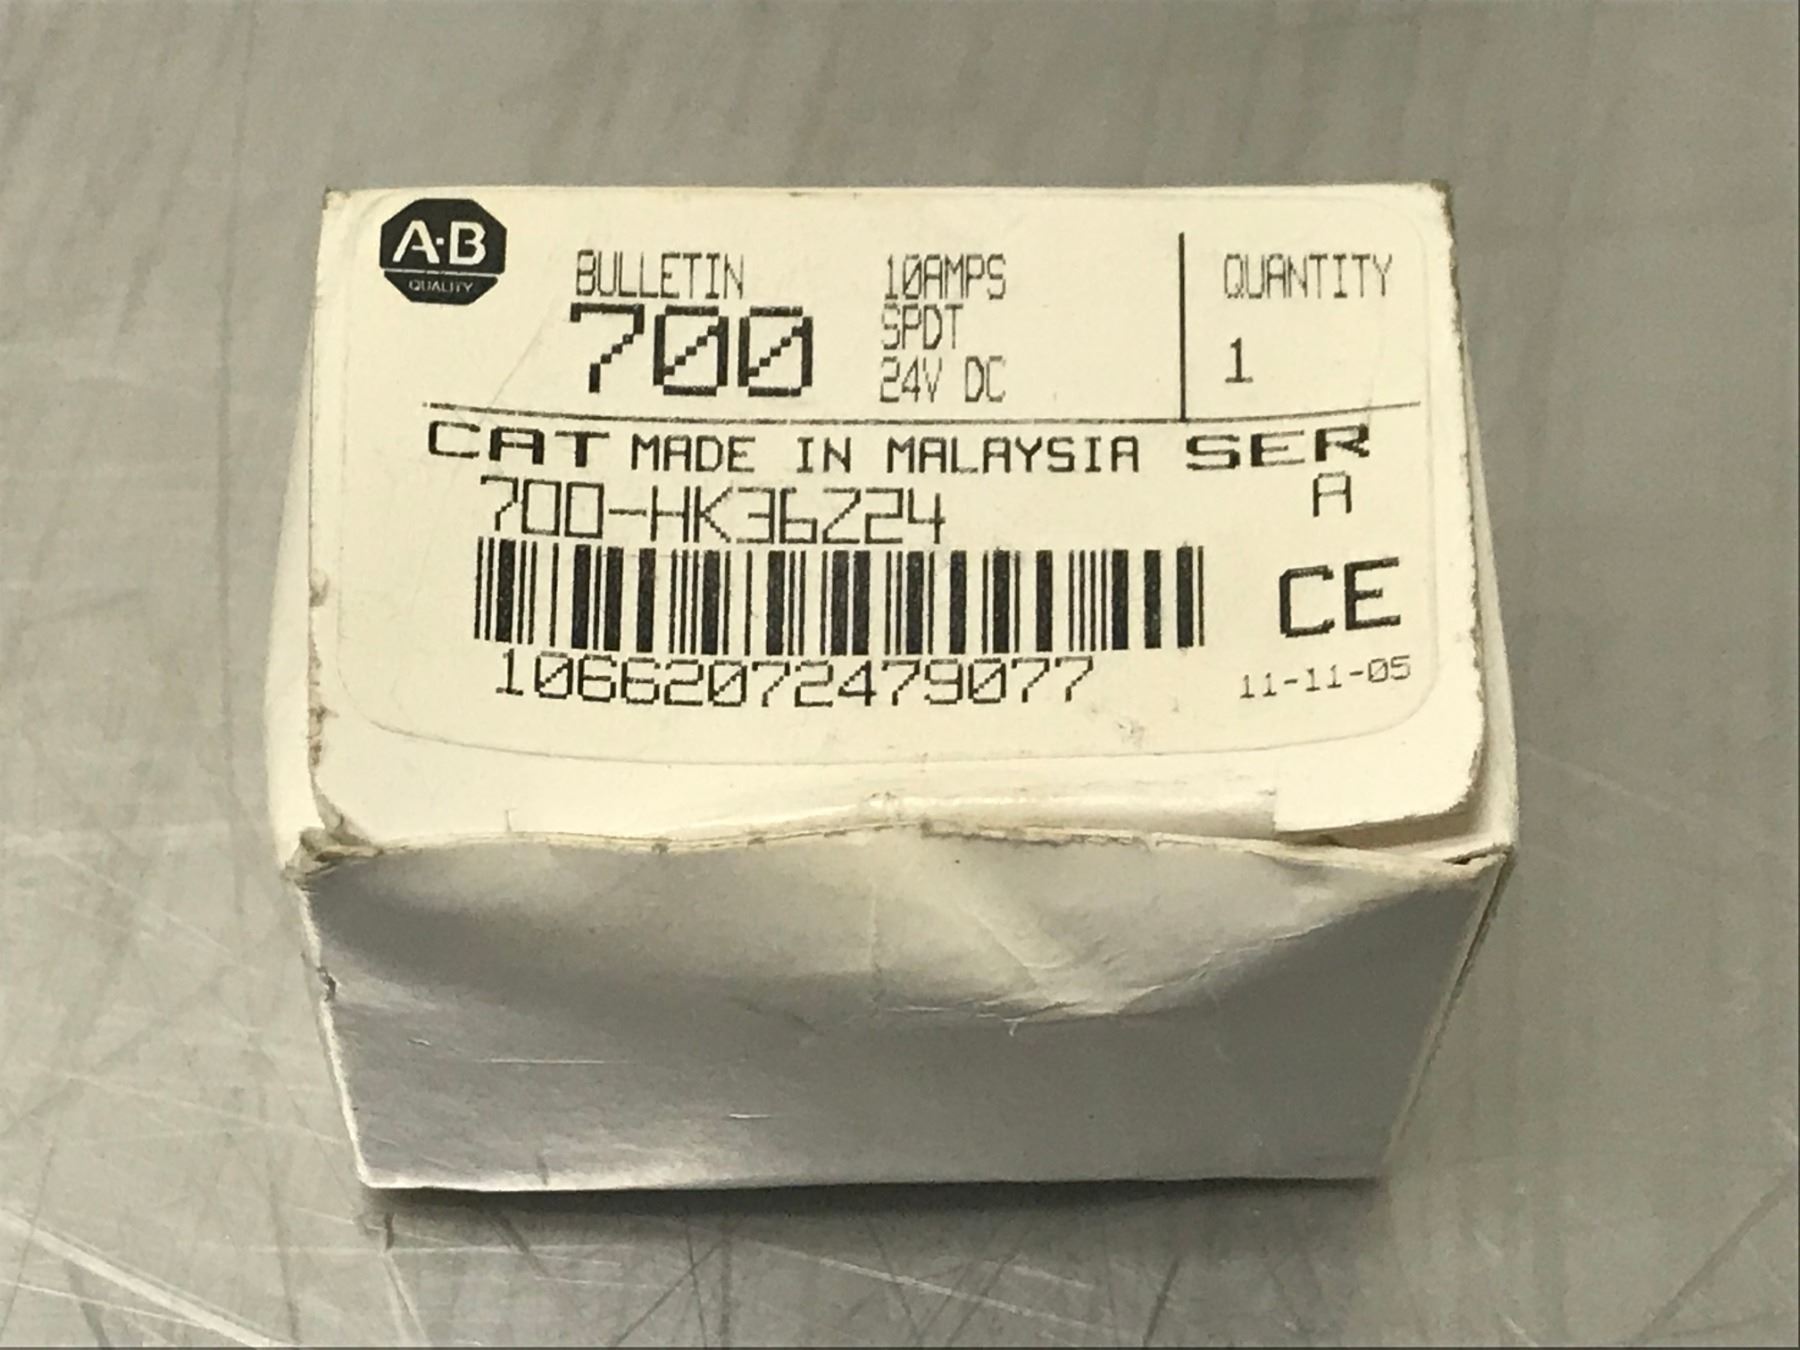 A·B
QUALITY
BULLETIN 10AMPS QUANTITY
700 SPDT 1
24V DC
CAT MADE IN MALAYSIA SER
700-HK36Z24 A
CE
10662072479077
11-11-05